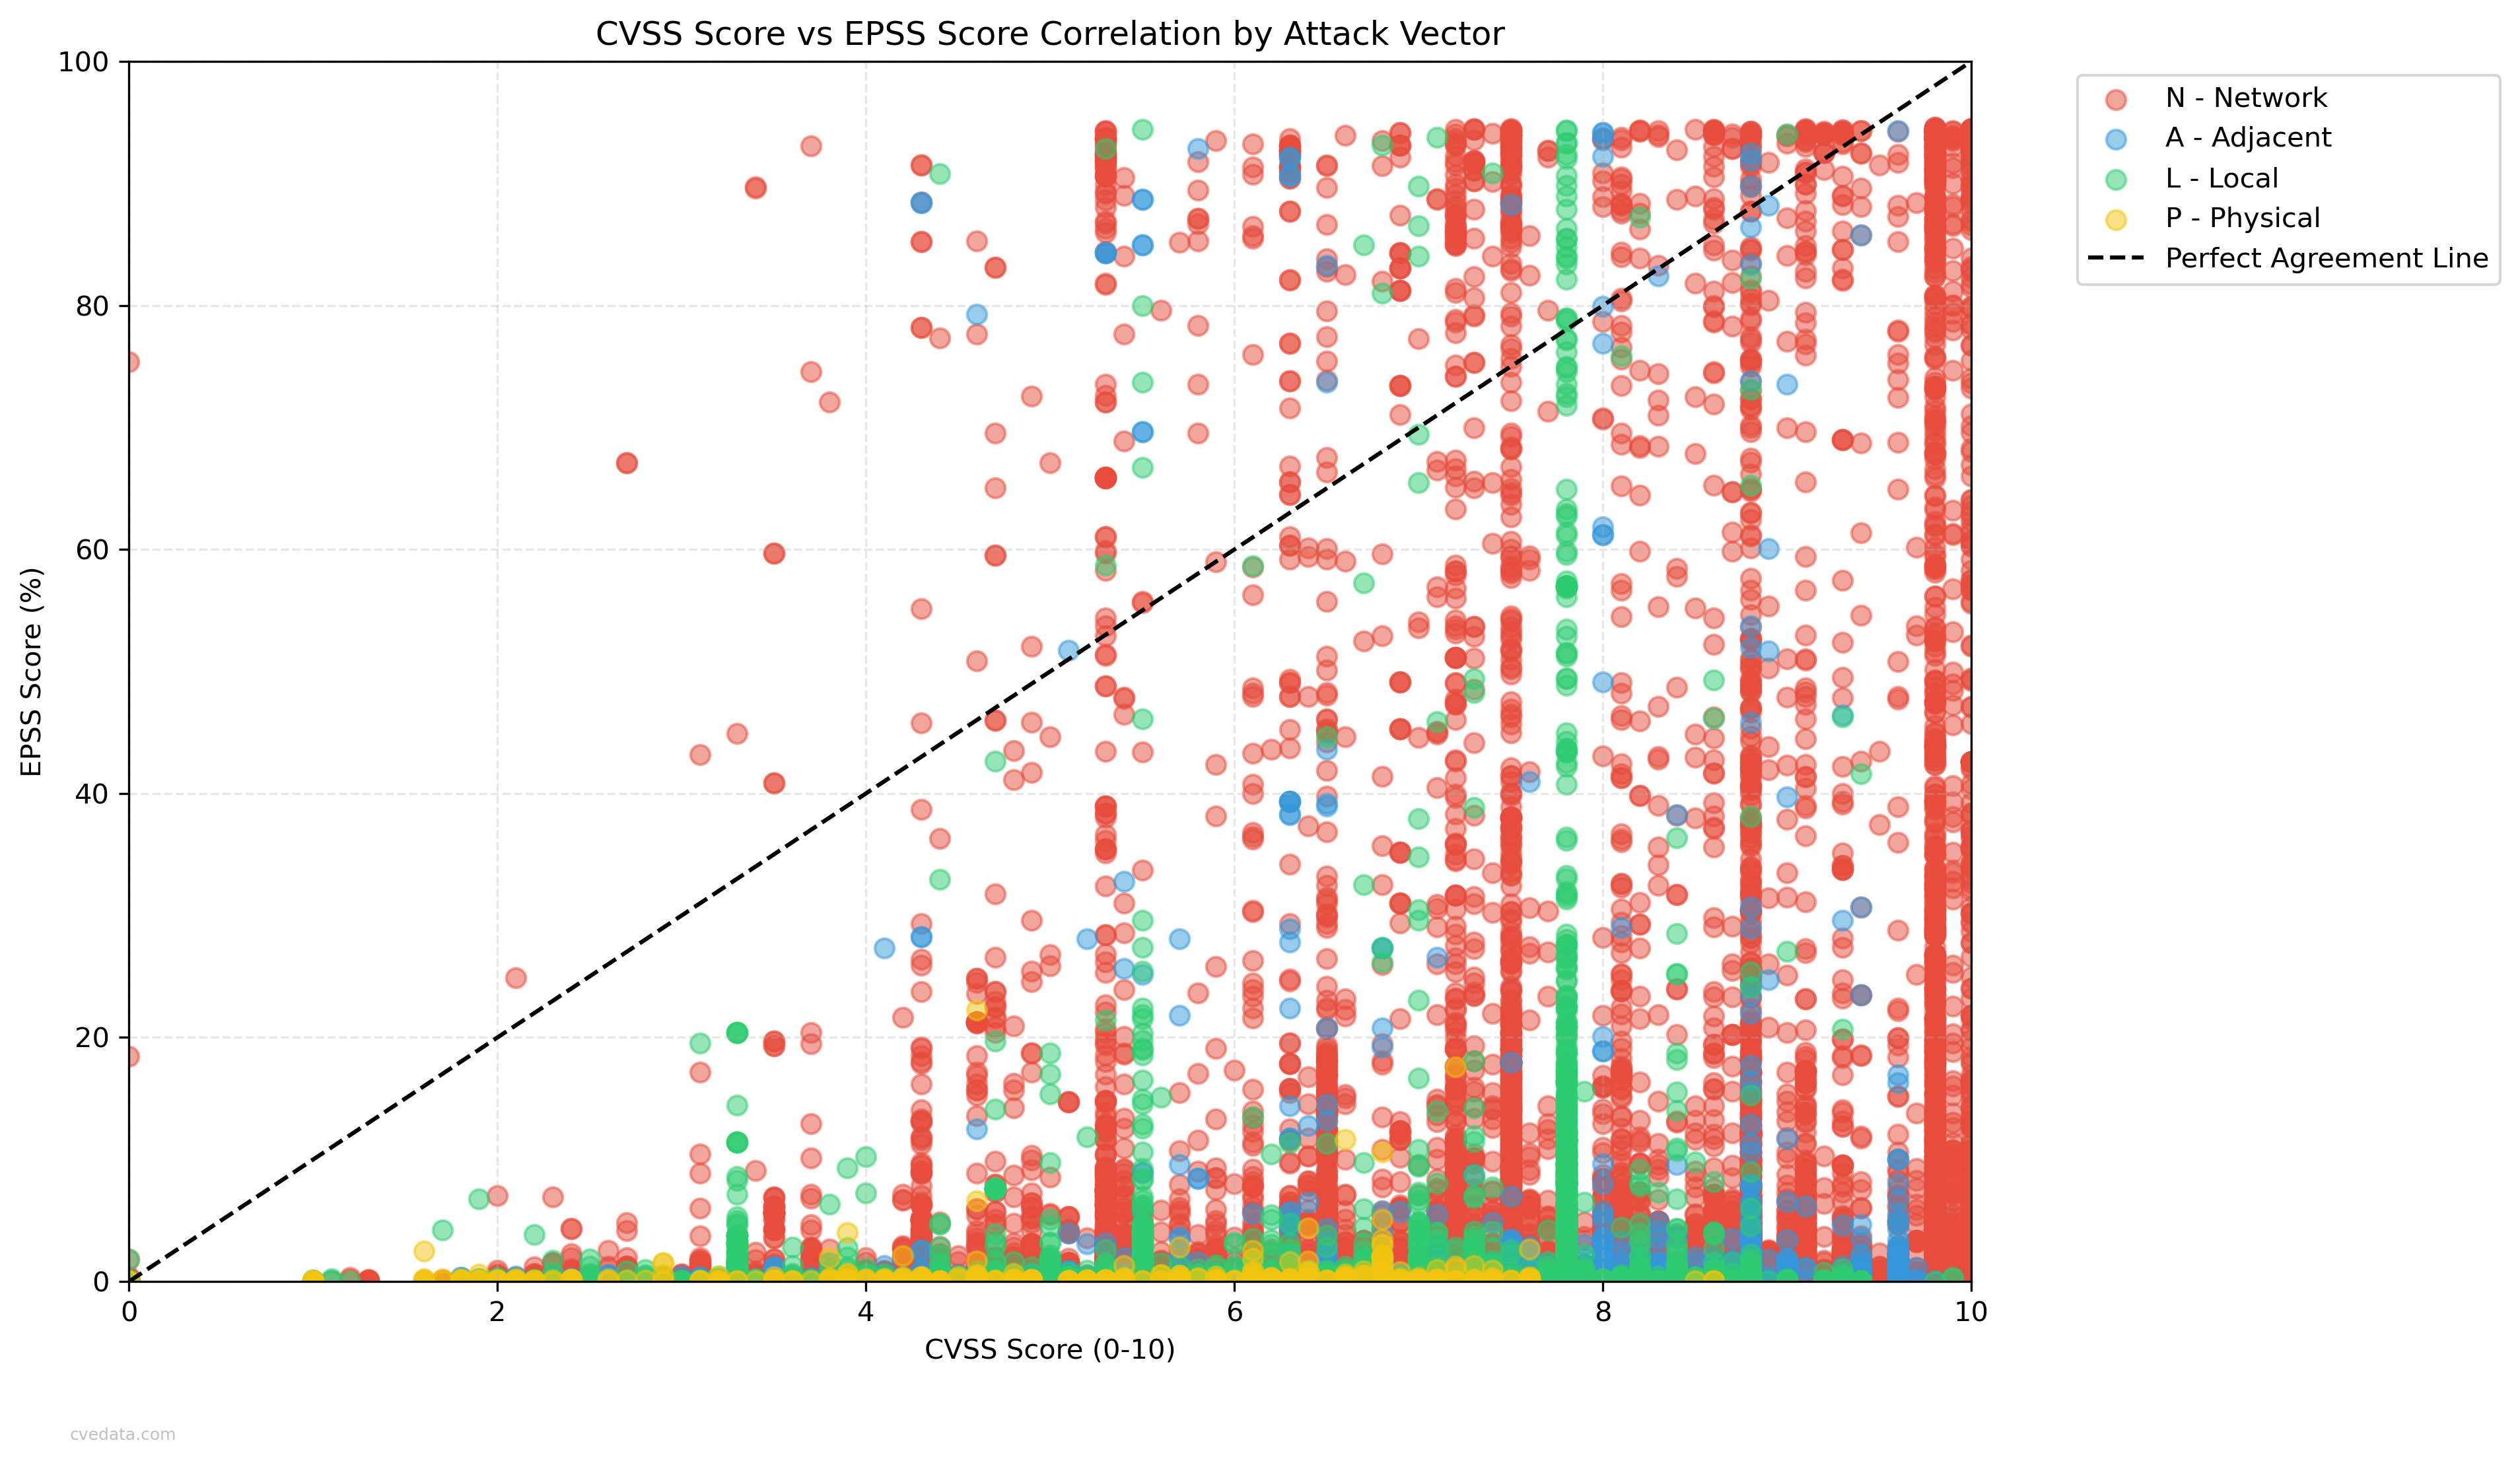 CVSS Score vs EPSS Score Correlation by Attack Vector
100
80
60
40
20
0
EPSS Score (%)
0
2
4
6
8
10
CVSS Score (0-10)
N - Network
A - Adjacent
L - Local
P - Physical
Perfect Agreement Line
cvedata.com